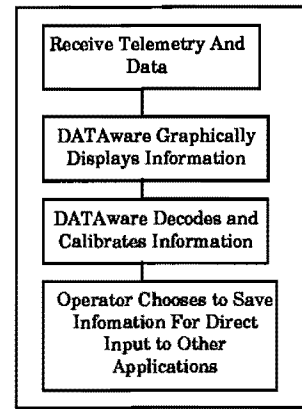 Receive Telemetry And
Data
DATAware Graphically
Displays Information
DATAware Decodes and
Calibrates Information
Operator Chooses to Save
Infomation For Direct
Input to Other
Applications